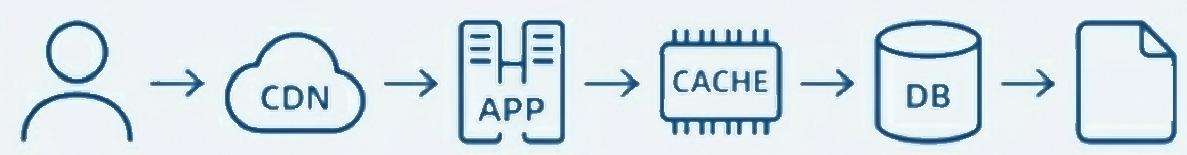 CDN
APP
CACHE
DB